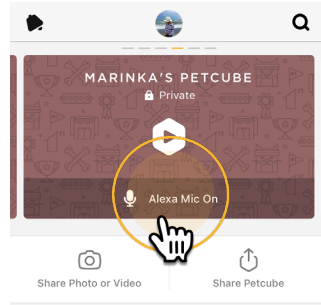 MARINKA'S PETCUBE
Private
Alexa Mic On
Share Photo or Video
Share Petcube